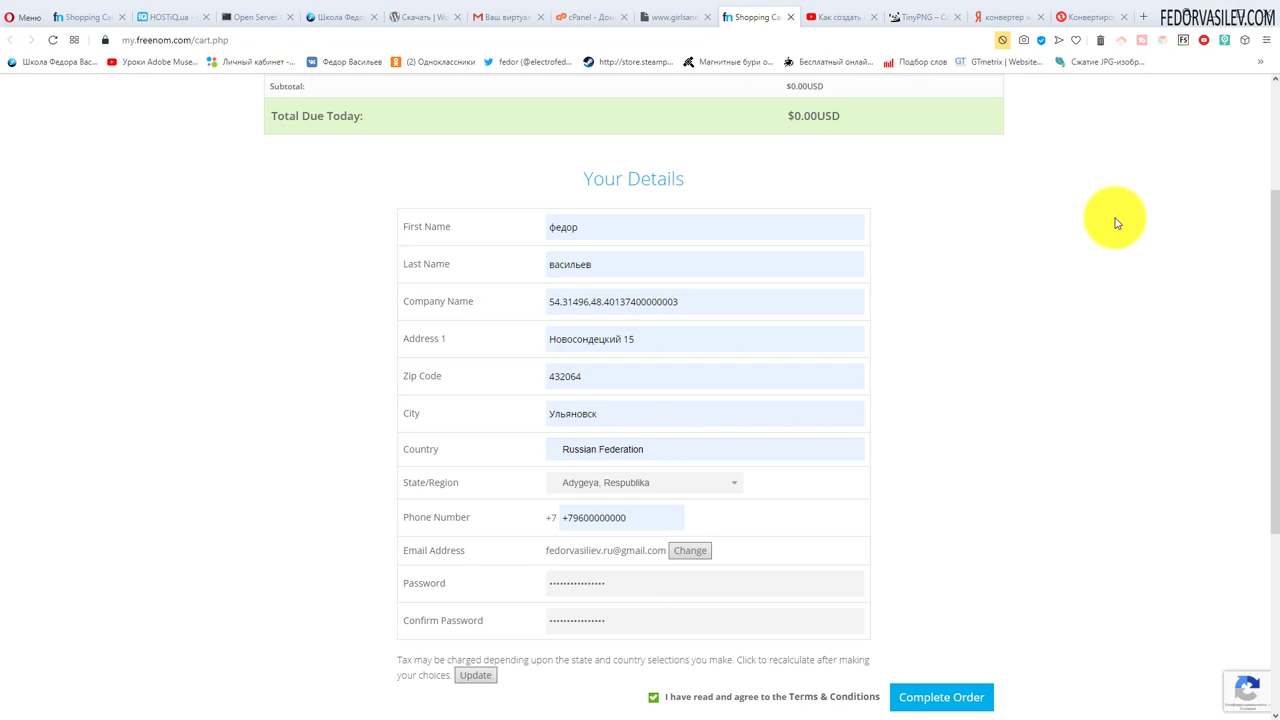 Меню
Shopping Ca
HOSTiQ.ua -
Open Server
Школа Федо
Скачать | W
Ваш виртуа
cPanel - До
www.girlsand
Shopping Ca
Как создать
TinyPNG – C
конвертер w
Конвертиро
FEDORVASILEV.COM
my.freenom.com/cart.php
Школа Федора Вас...
Уроки Adobe Muse...
Личный кабинет -...
Федор Васильев
(2) Одноклассники
fedor (@electrofed...
http://store.steamp...
Магнитные бури о...
Бесплатный онлай...
Подбор слов
GTmetrix | Website...
Сжатие JPG-изобр...
»
Subtotal: $0.00USD
Total Due Today: $0.00USD
Your Details
First Name федор
Last Name васильев
Company Name 54.31496,48.40137400000003
Address 1 Новосондецкий 15
Zip Code 432064
City Ульяновск
Country Russian Federation
State/Region Adygeya, Respublika
Phone Number +7 +79600000000
Email Address fedorvasiliev.ru@gmail.com Change
Password ••••••••••••••••
Confirm Password ••••••••••••••••
Tax may be charged depending upon the state and country selections you make. Click to recalculate after making
your choices. Update
I have read and agree to the Terms & Conditions Complete Order